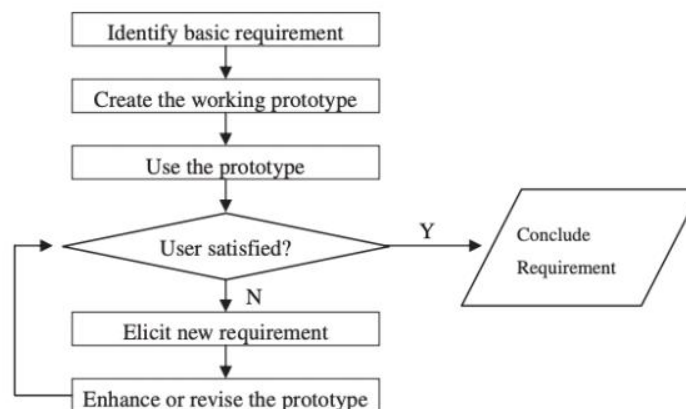 Identify basic requirement
Create the working prototype
Use the prototype
User satisfied?
Y
Conclude
Requirement
N
Elicit new requirement
Enhance or revise the prototype